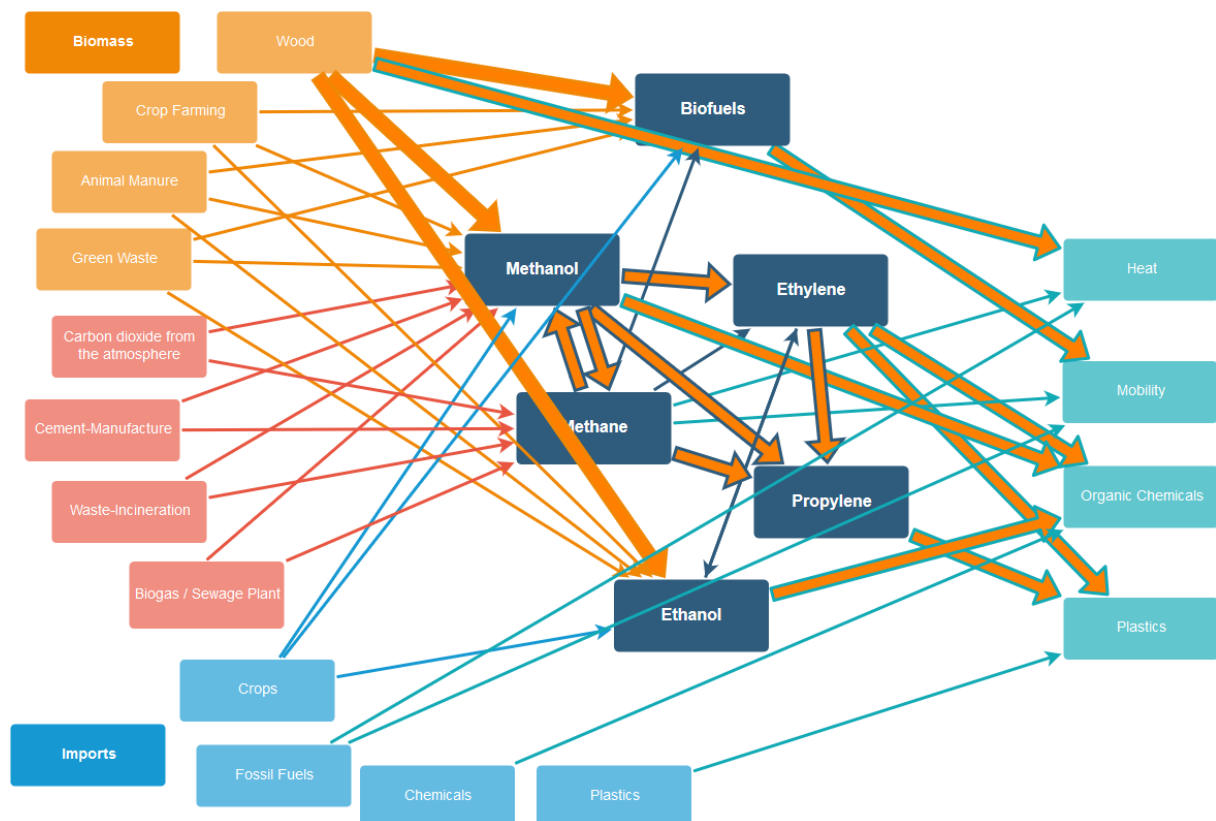 Biomass
Wood
Crop Farming
Biofuels
Animal Manure
Green Waste
Methanol
Ethylene
Heat
Carbon dioxide from
the atmosphere
Mobility
Cement-Manufacture
Methane
Waste-Incineration
Propylene
Organic Chemicals
Biogas / Sewage Plant
Ethanol
Plastics
Crops
Imports
Fossil Fuels
Chemicals
Plastics